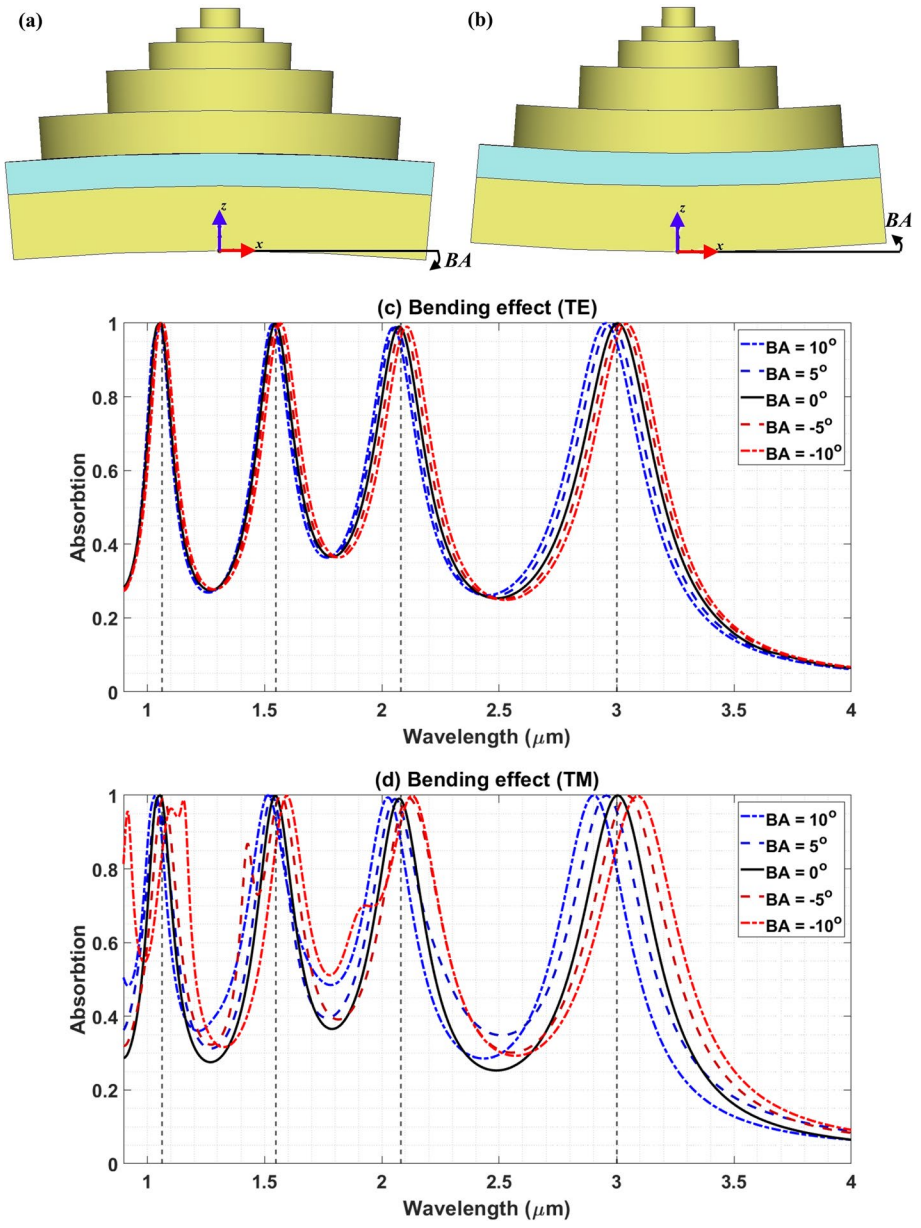 (a)
(b)
z
x
BA
z
x
BA
(c) Bending effect (TE)
1
0.8
0.6
0.4
0.2
0
Absorbtion
BA = 10°
BA = 5°
BA = 0°
BA = -5°
BA = -10°
1 1.5 2 2.5 3 3.5 4
Wavelength (μm)
(d) Bending effect (TM)
1
0.8
0.6
0.4
0.2
0
Absorbtion
BA = 10°
BA = 5°
BA = 0°
BA = -5°
BA = -10°
1 1.5 2 2.5 3 3.5 4
Wavelength (μm)